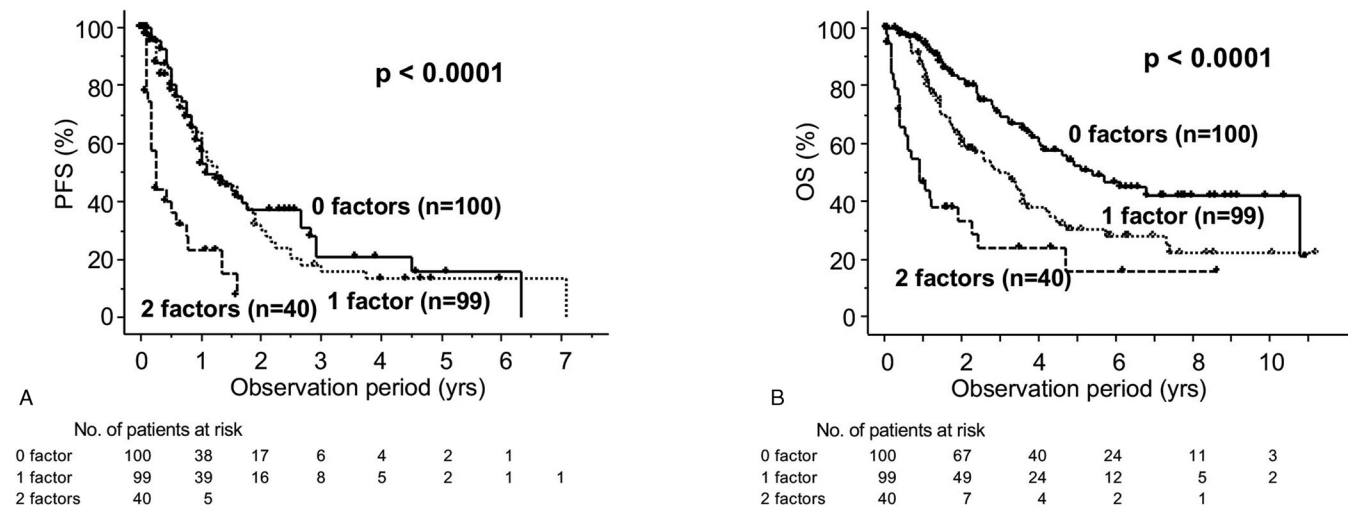 100
80
60
40
20
0
PFS (%)
p < 0.0001
0 factors (n=100)
2 factors (n=40)
1 factor (n=99)
0 1 2 3 4 5 6 7
Observation period (yrs)
A
No. of patients at risk
0 factor 100 38 17 6 4 2 1
1 factor 99 39 16 8 5 2 1 1
2 factors 40 5
100
80
60
40
20
0
OS (%)
p < 0.0001
0 factors (n=100)
1 factor (n=99)
2 factors (n=40)
0 2 4 6 8 10
Observation period (yrs)
B
No. of patients at risk
0 factor 100 67 40 24 11 3
1 factor 99 49 24 12 5 2
2 factors 40 7 4 2 1